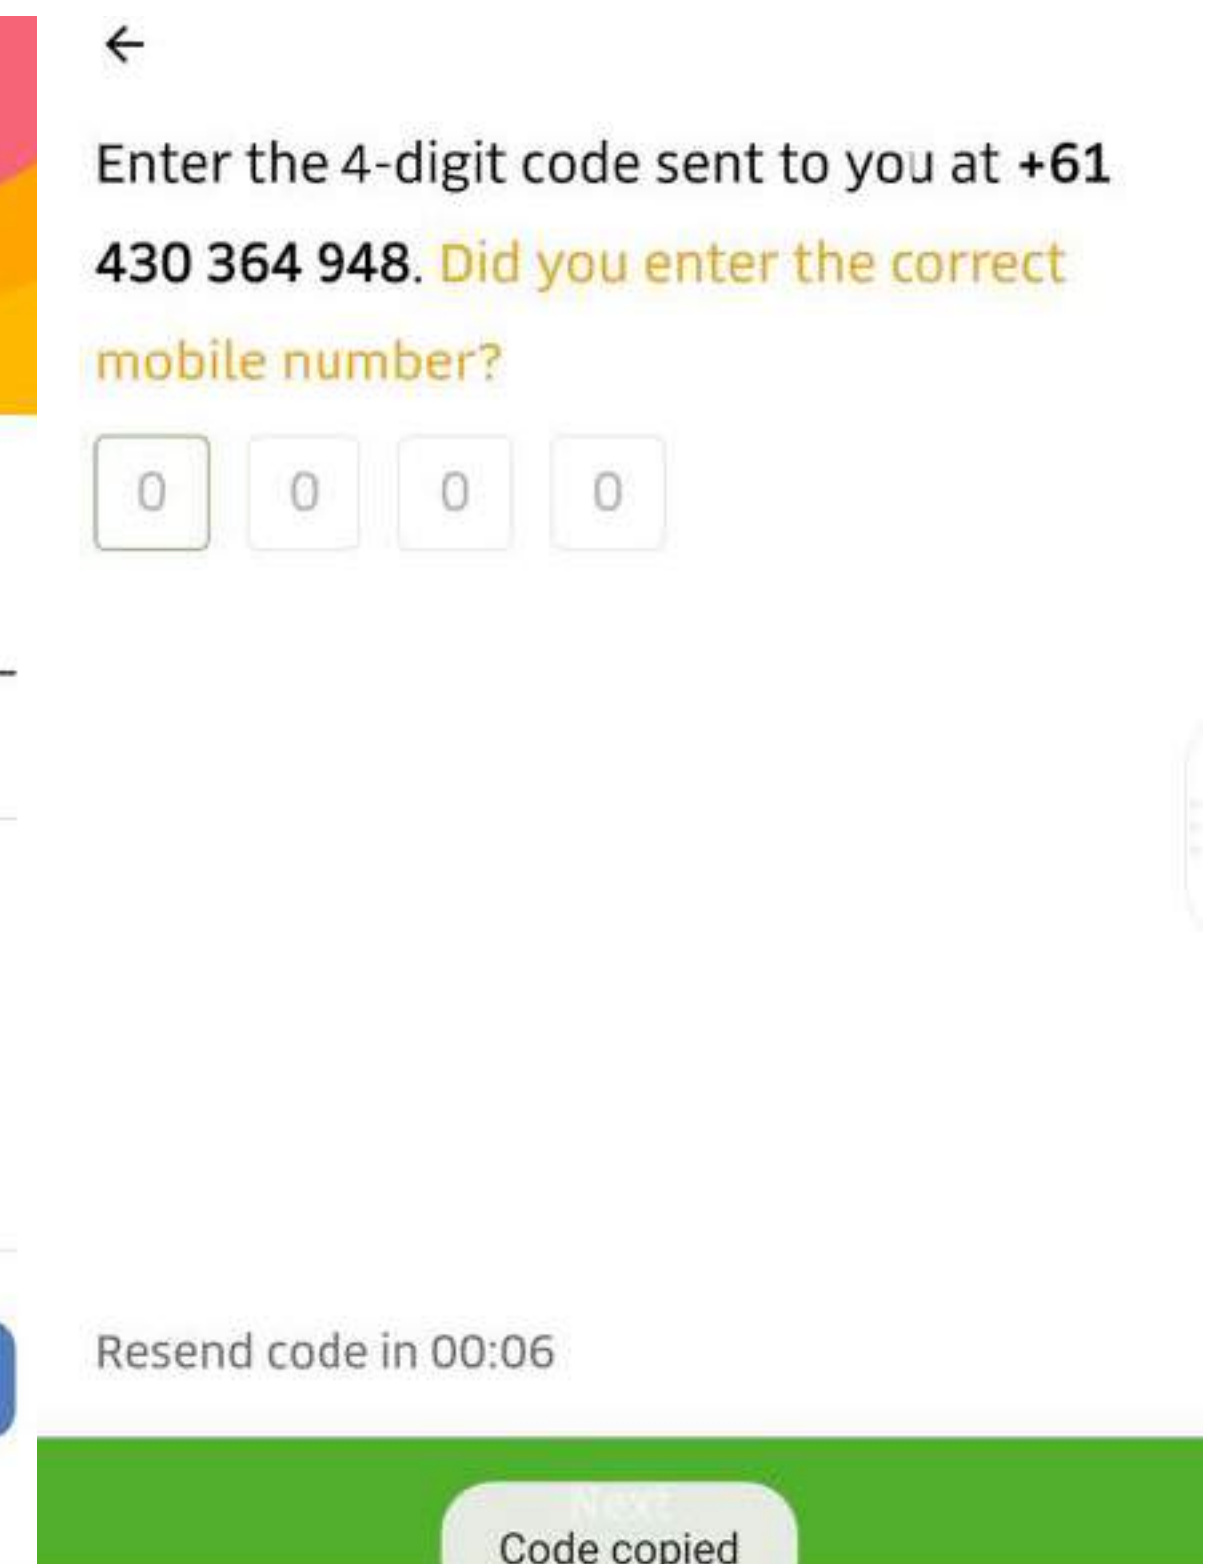 Enter the 4-digit code sent to you at +61
430 364 948. Did you enter the correct
mobile number?
0 0 0 0
Resend code in 00:06
Next
Code copied